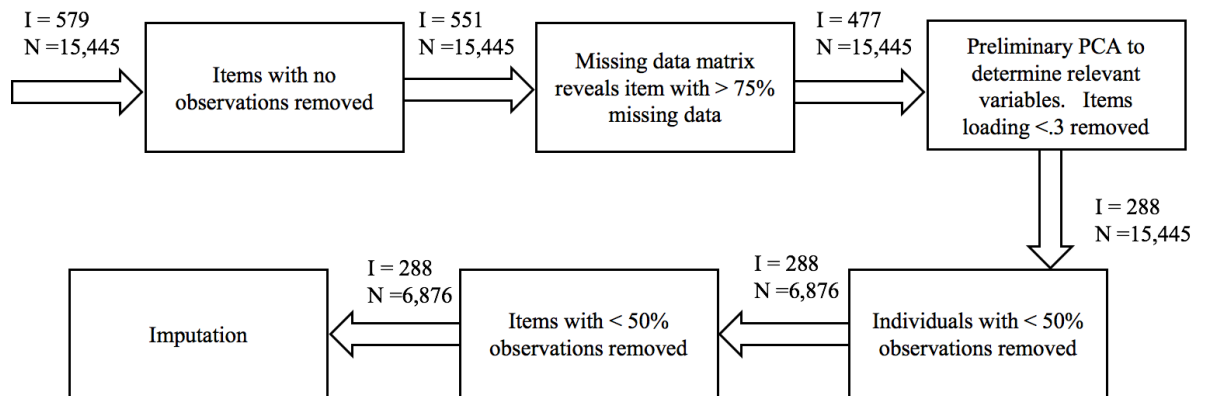 I = 579
N =15,445
Items with no
observations removed
I = 551
N =15,445
Missing data matrix
reveals item with > 75%
missing data
I = 477
N =15,445
Preliminary PCA to
determine relevant
variables.   Items
loading <.3 removed
I = 288
N =15,445
Individuals with < 50%
observations removed
I = 288
N =6,876
Items with < 50%
observations removed
I = 288
N =6,876
Imputation